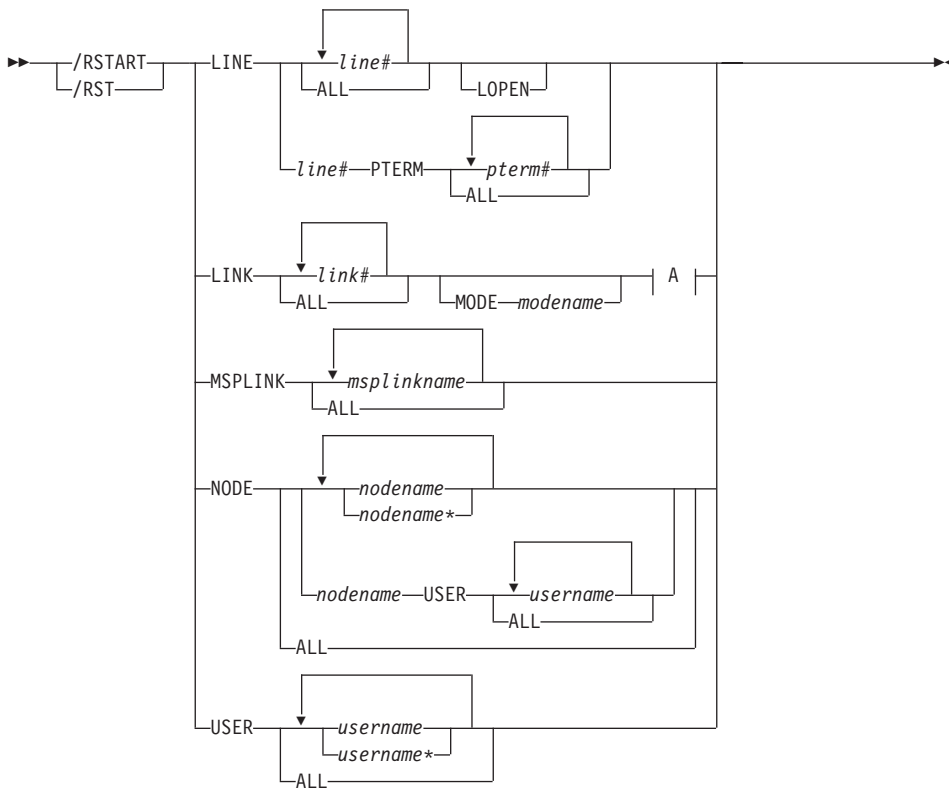 /RSTART LINE line#
/RST ALL LOPEN
line# PTERM pterm#
ALL
LINK link# A
ALL MODE modename
MSPLINK msplinkname
ALL
NODE nodename
nodename*
nodename USER username
ALL
ALL
USER username
username*
ALL